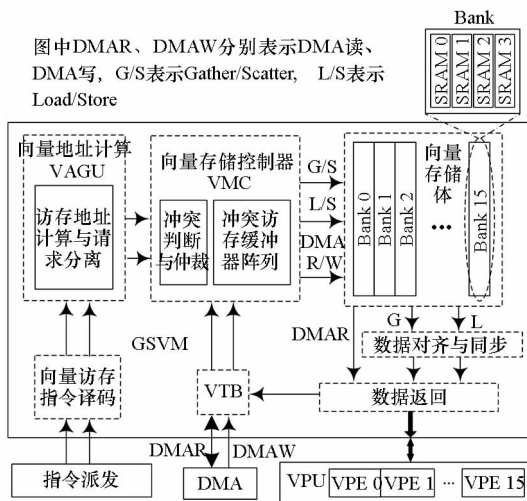 Bank
图中DMAR、DMAW分别表示DMA读、
DMA写，G/S表示Gather/Scatter, L/S表示
Load/Store
SRAM 0
SRAM 1
SRAM 2
SRAM 3
向量地址计算
VAGU
访存地址
计算与请
求分离
向量存储控制器
VMC
冲突
判断
与仲裁
冲突访
存缓冲
器阵列
G/S
L/S
DMA
R/W
向量
存储
体
Bank 0
Bank 1
Bank 2
•••
Bank 15
GSVM
DMAR
G
L
数据对齐与同步
向量访存
指令译码
VTB
数据返回
DMAR
DMAW
指令派发
DMA
VPU
VPE 0
VPE 1
...
VPE 15